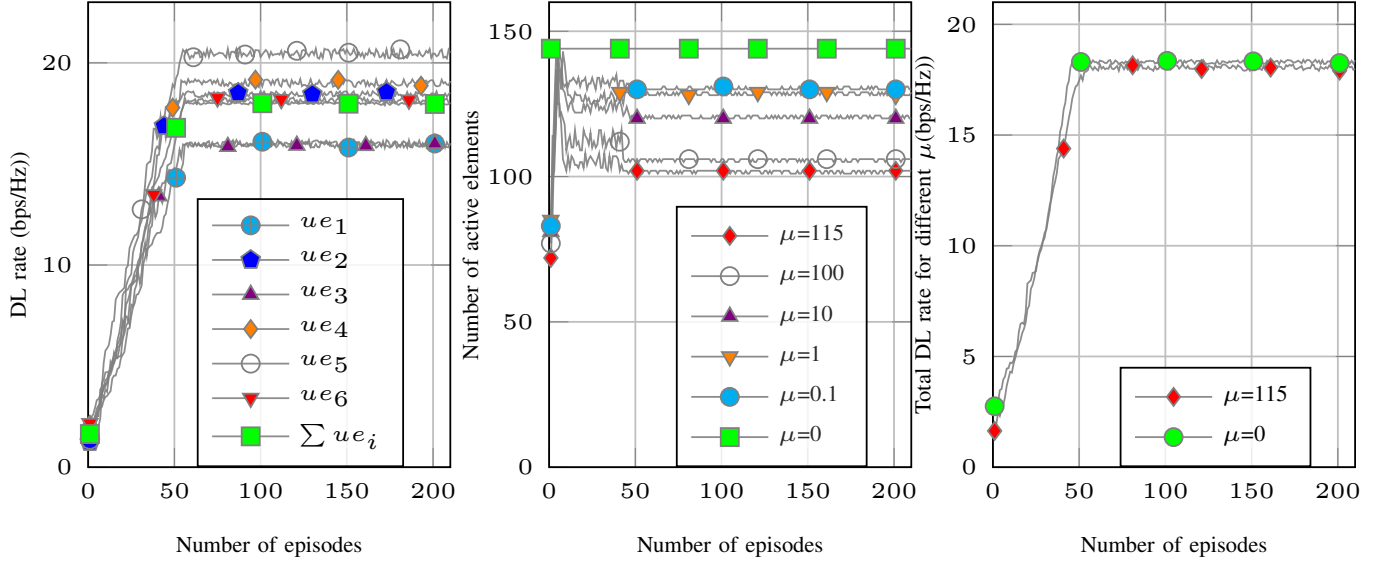 DL rate (bps/Hz))
20
10
0
0 50 100 150 200
Number of episodes
ue₁
ue₂
ue₃
ue₄
ue₅
ue₆
∑ ueᵢ
Number of active elements
150
100
50
0
0 50 100 150 200
Number of episodes
μ=115
μ=100
μ=10
μ=1
μ=0.1
μ=0
Total DL rate for different μ(bps/Hz))
20
15
10
5
0
0 50 100 150 200
Number of episodes
μ=115
μ=0